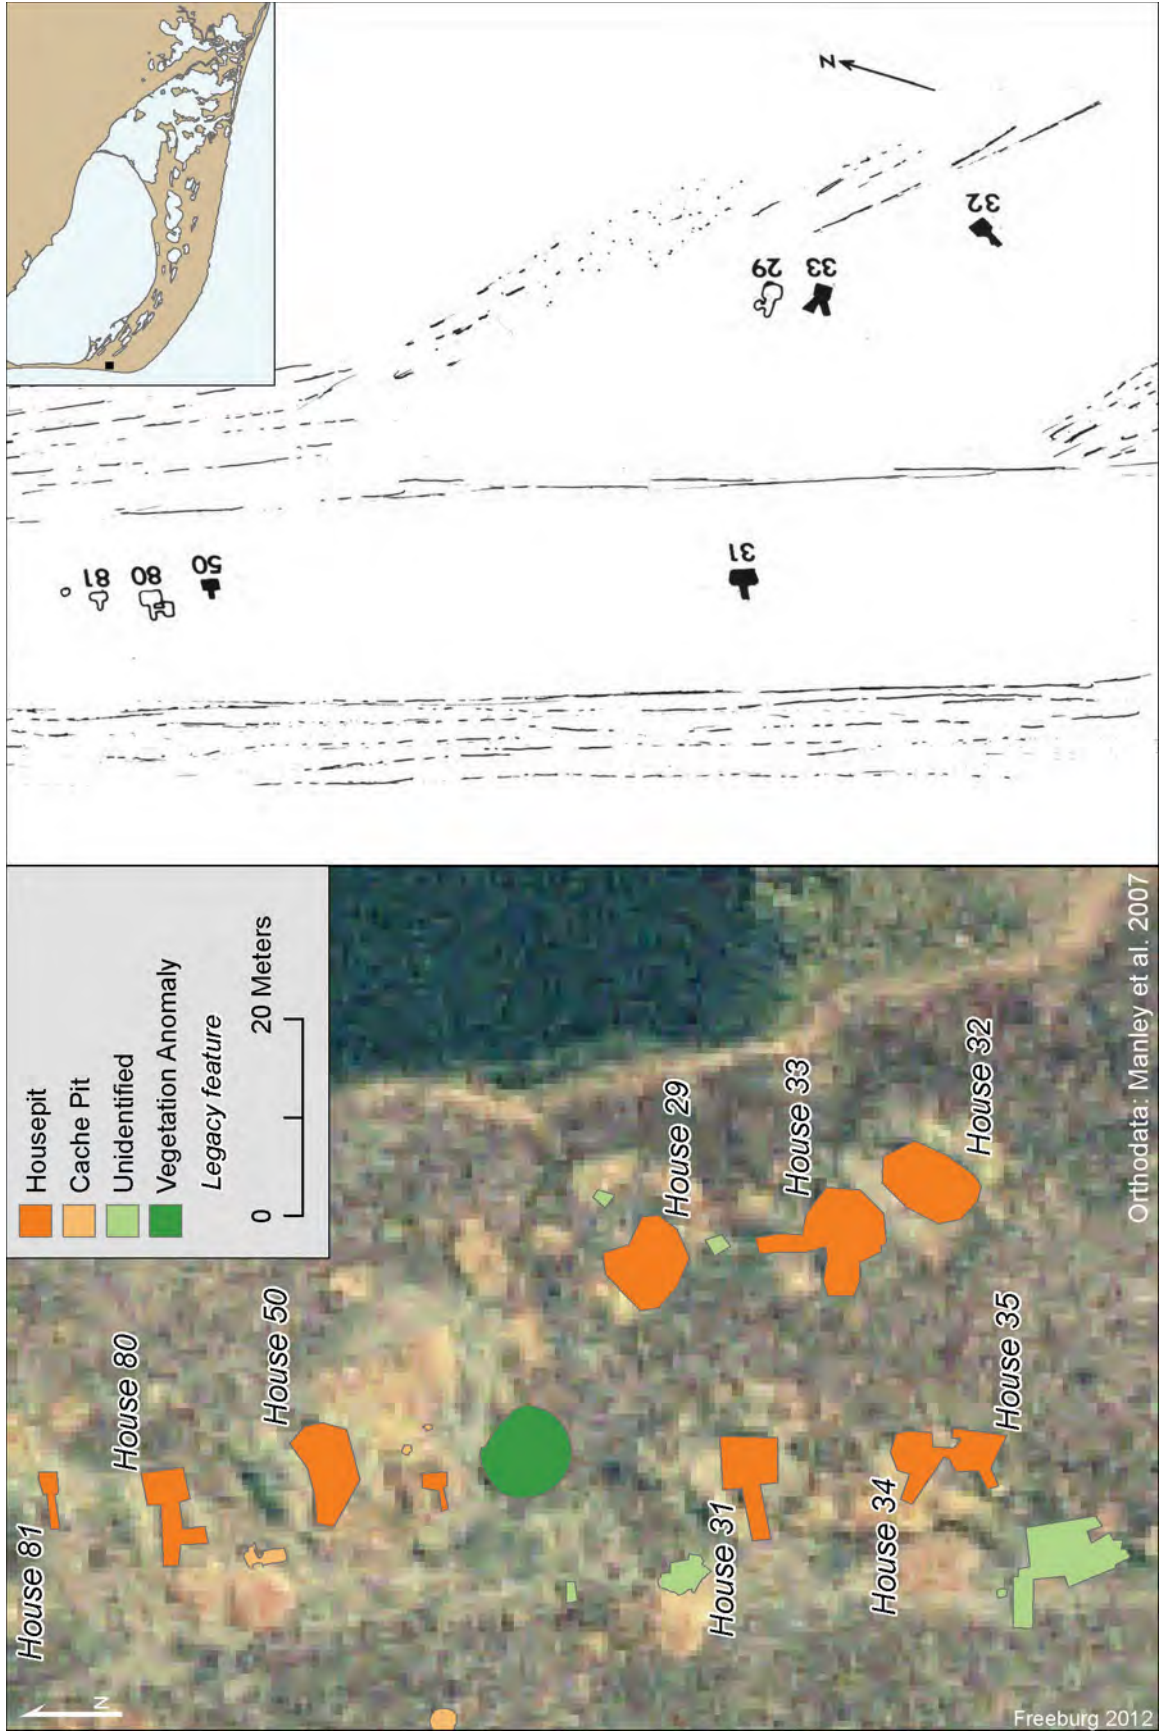 N
32
29
33
31
50
80
81
Housepit
Cache Pit
Unidentified
Vegetation Anomaly
Legacy feature
0
20 Meters
House 81
House 80
House 50
House 29
House 33
House 32
House 31
House 34
House 35
N
Orthodata: Manley et al. 2007
Freeburg 2012